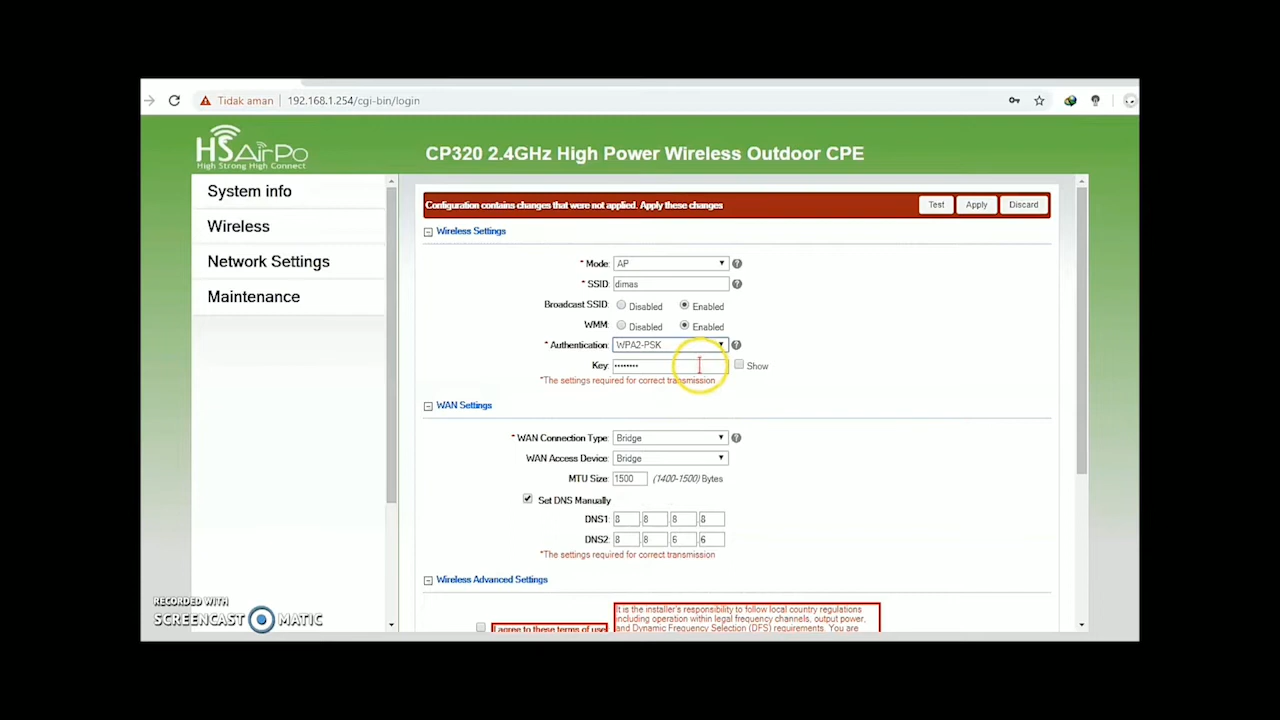 Tidak aman 192.168.1.254/cgi-bin/login
HSAirPo
High Strong High Connect
CP320 2.4GHz High Power Wireless Outdoor CPE
System info
Wireless
Network Settings
Maintenance
Configuration contains changes that were not applied. Apply these changes
Test Apply Discard
Wireless Settings
* Mode: AP
* SSID: dimas
Broadcast SSID: Disabled Enabled
WMM: Disabled Enabled
* Authentication: WPA2-PSK
Key: •••••••• Show
*The settings required for correct transmission
WAN Settings
* WAN Connection Type: Bridge
WAN Access Device: Bridge
MTU Size: 1500 (1400-1500) Bytes
Set DNS Manually
DNS1: 8 . 8 . 8 . 8
DNS2: 8 . 8 . 6 . 6
*The settings required for correct transmission
Wireless Advanced Settings
I agree to these terms of use
It is the installer's responsibility to follow local country regulations
including operation within legal frequency channels, output power,
and Dynamic Frequency Selection (DFS) requirements. You are
RECORDED WITH
SCREENCAST MATIC